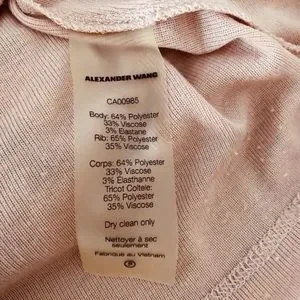 ALEXANDER WANG
CA00985
Body: 64% Polyester
33% Viscose
3% Elastane
Rib: 65% Polyester
35% Viscose
Corps: 64% Polyester
33% Viscose
3% Elasthanne
Tricot Coltele:
65% Polyester
35% Viscose
Dry clean only
Nettoyer à sec
seulement
Fabriqué au Vietnam
P